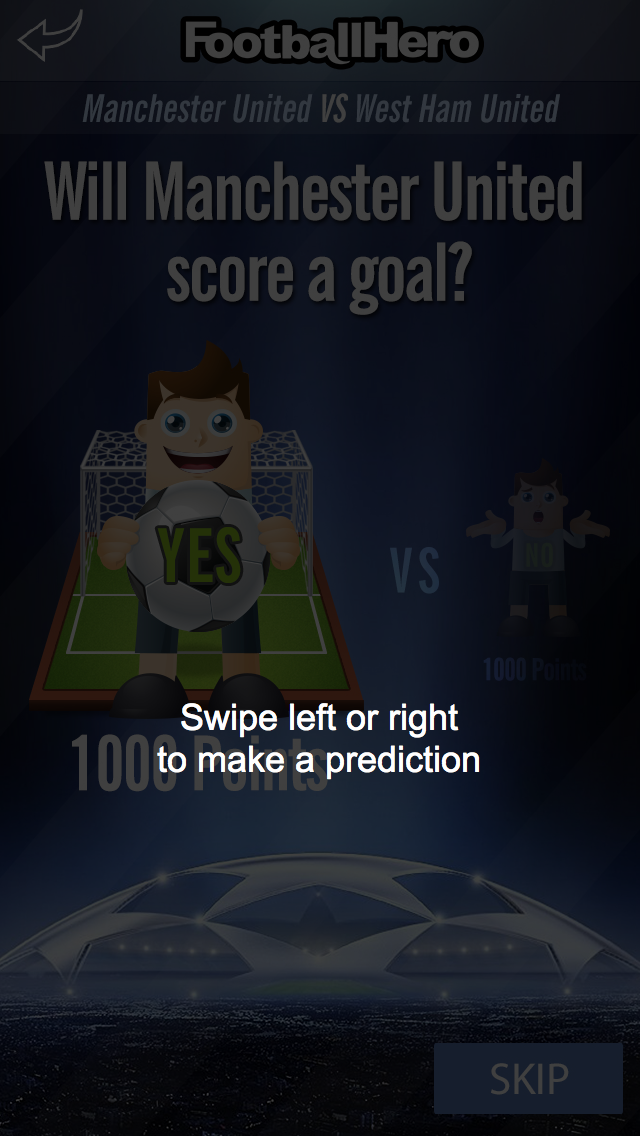 FootballHero
Manchester United VS West Ham United
Will Manchester United
score a goal?
YES
VS
NO
1000 Points
Swipe left or right
to make a prediction
1000 Points
SKIP